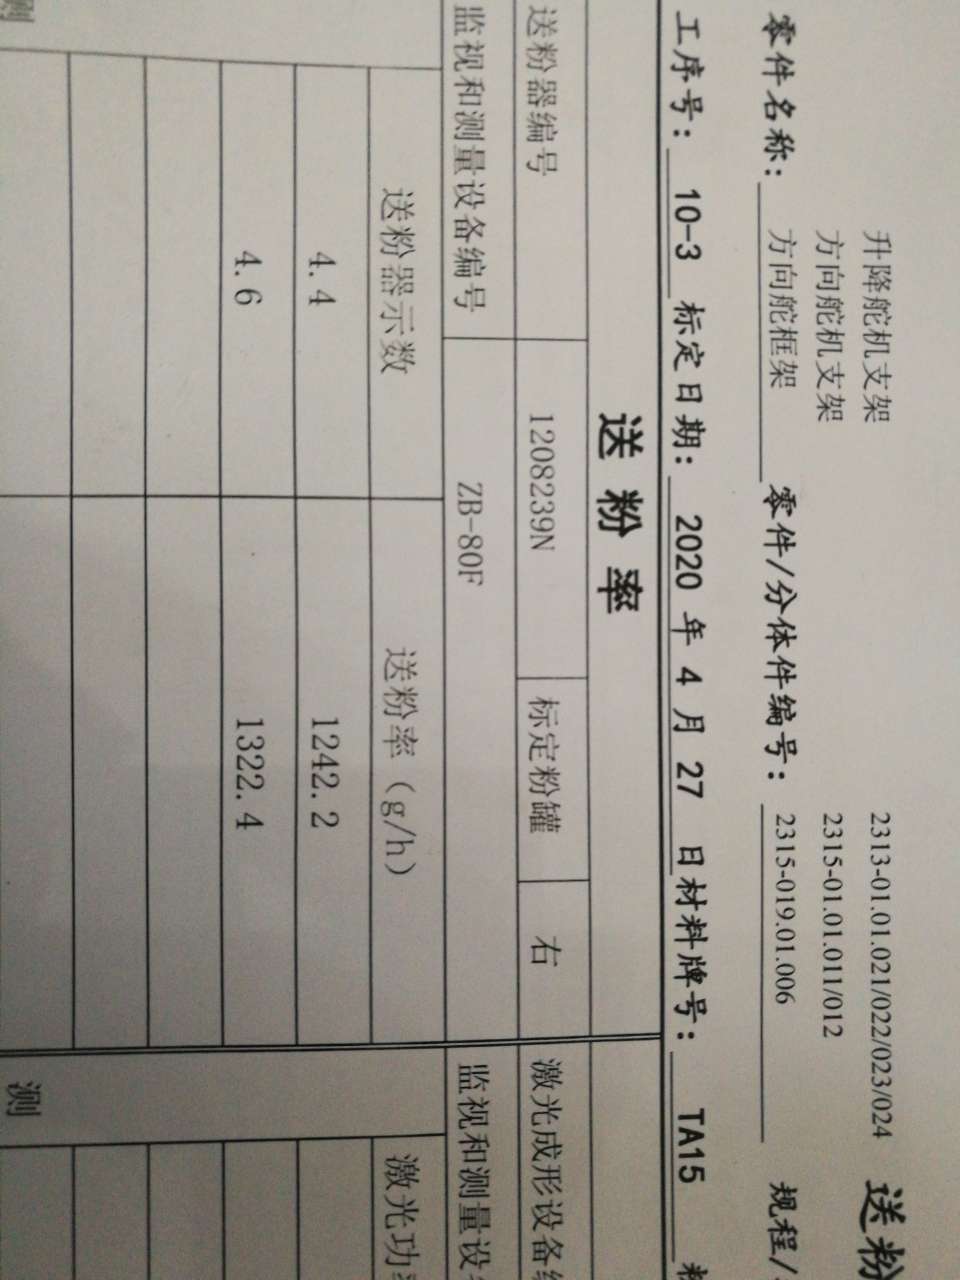 送粉
升降舵机支架 2313-01.01.021/022/023/024
方向舵机支架 2315-01.01.011/012
零件名称: 方向舵框架 零件/分体件编号: 2315-019.01.006 规程/
工序号: 10-3 标定日期: 2020 年 4 月 27 日 材料牌号: TA15
送 粉 率
送粉器编号 1208239N 标定粉罐 右 激光成形设备编
监视和测量设备编号 ZB-80F 监视和测量设
送粉器示数 送粉率(g/h) 激光功
4.4 1242.2
4.6 1322.4
测 测